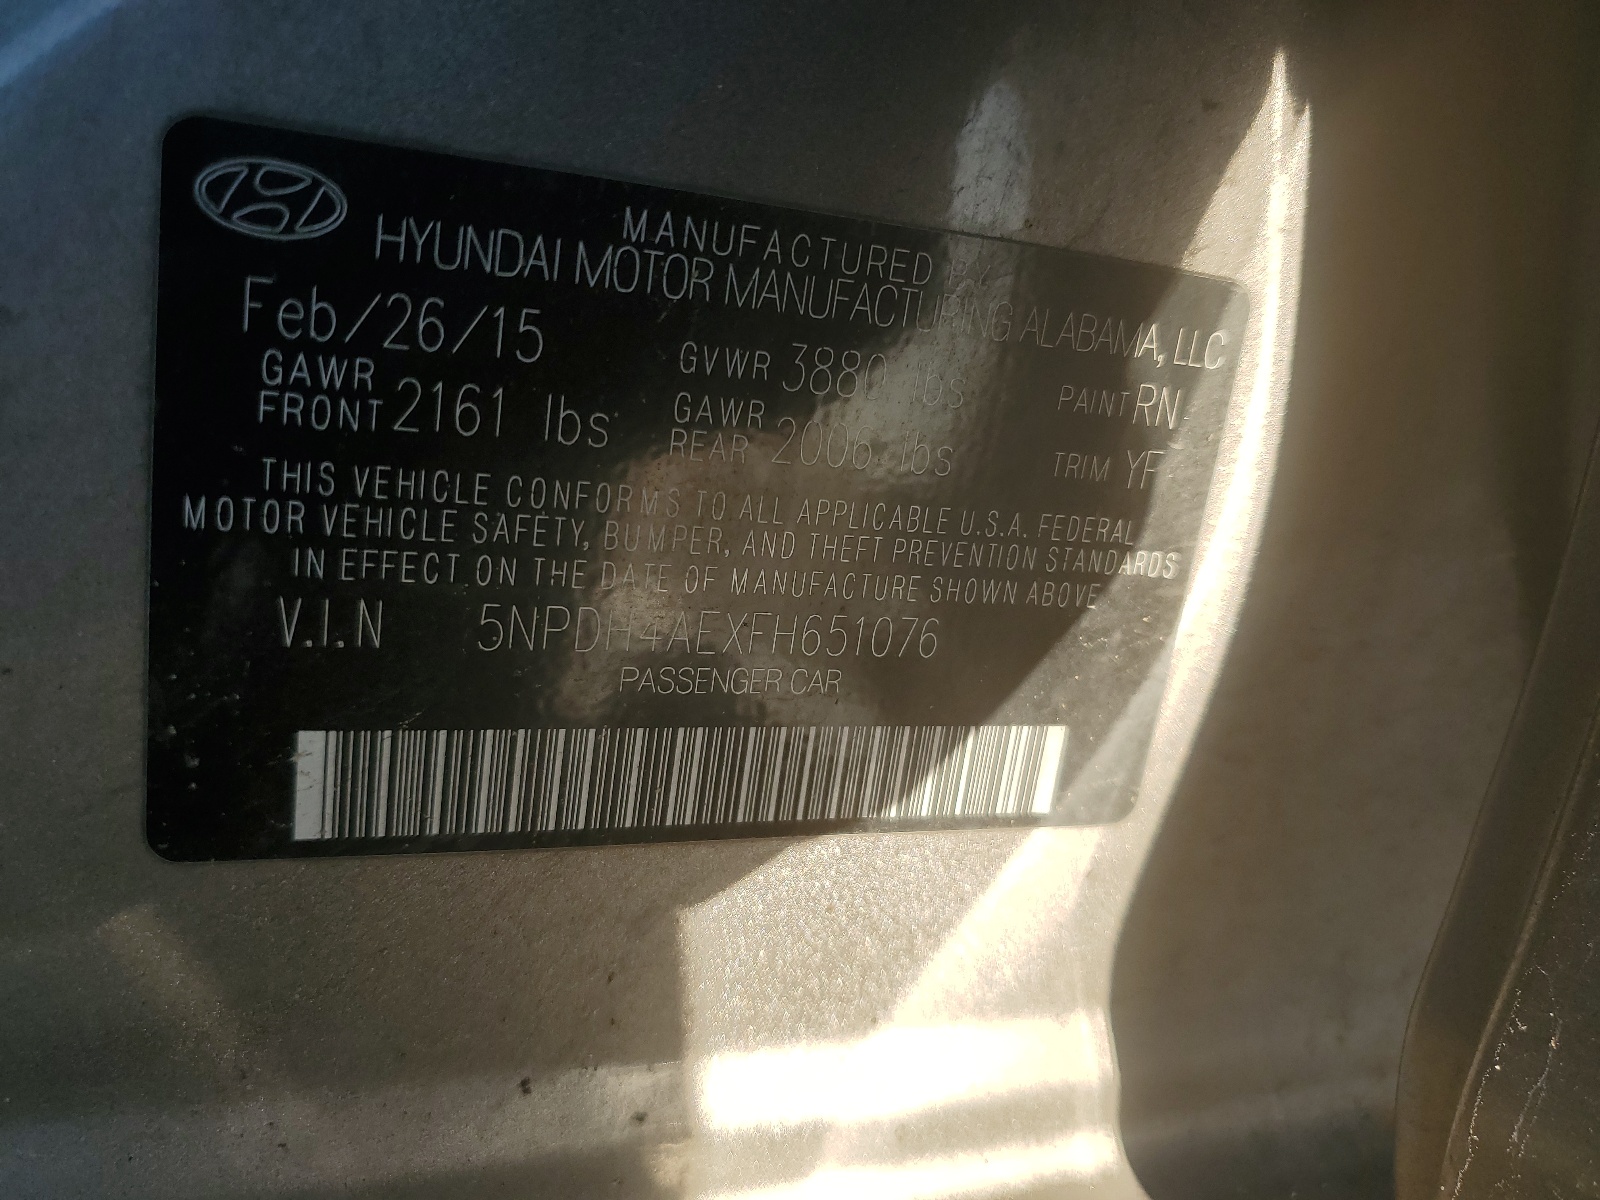 MANUFACTURED BY
HYUNDAI MOTOR MANUFACTURING ALABAMA, LLC
Feb/26/15 GVWR 3880 lbs PAINT RN
GAWR FRONT 2161 lbs GAWR REAR 2006 lbs TRIM YF
THIS VEHICLE CONFORMS TO ALL APPLICABLE U.S.A. FEDERAL
MOTOR VEHICLE SAFETY, BUMPER, AND THEFT PREVENTION STANDARDS
IN EFFECT ON THE DATE OF MANUFACTURE SHOWN ABOVE
V.I.N 5NPDH4AEXFH651076
PASSENGER CAR